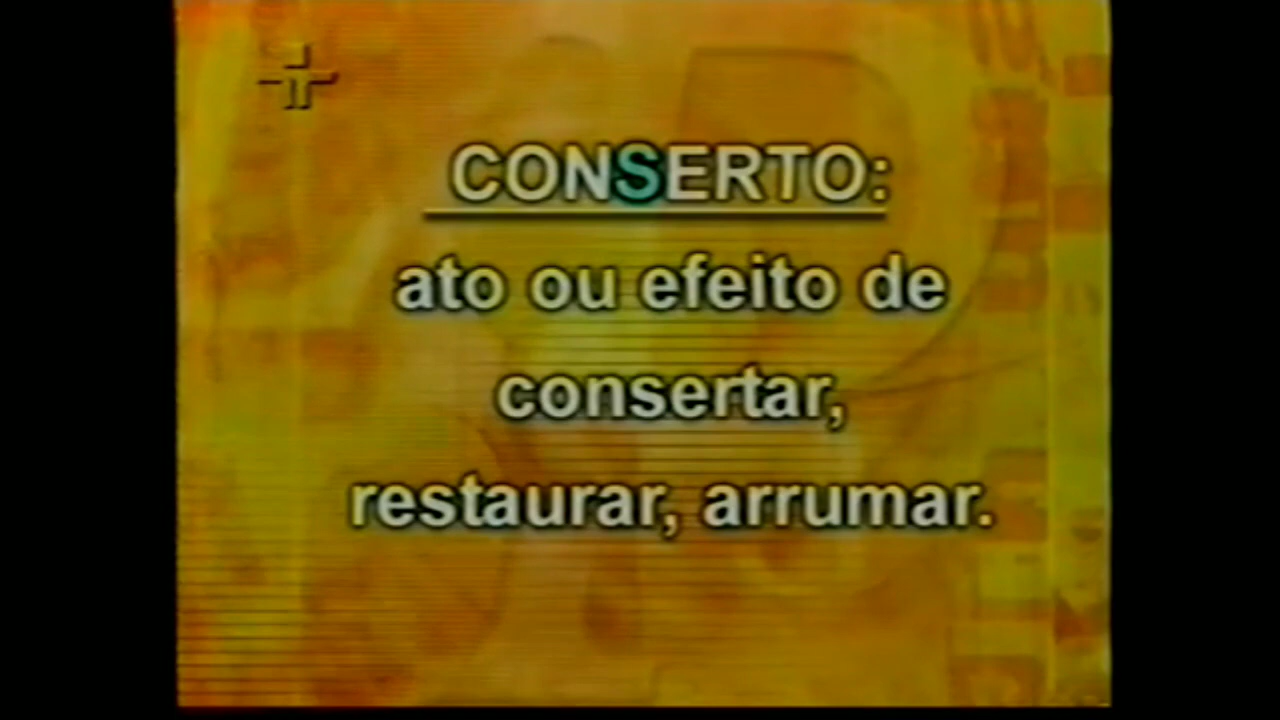 CONSERTO:
ato ou efeito de
consertar,
restaurar, arrumar.